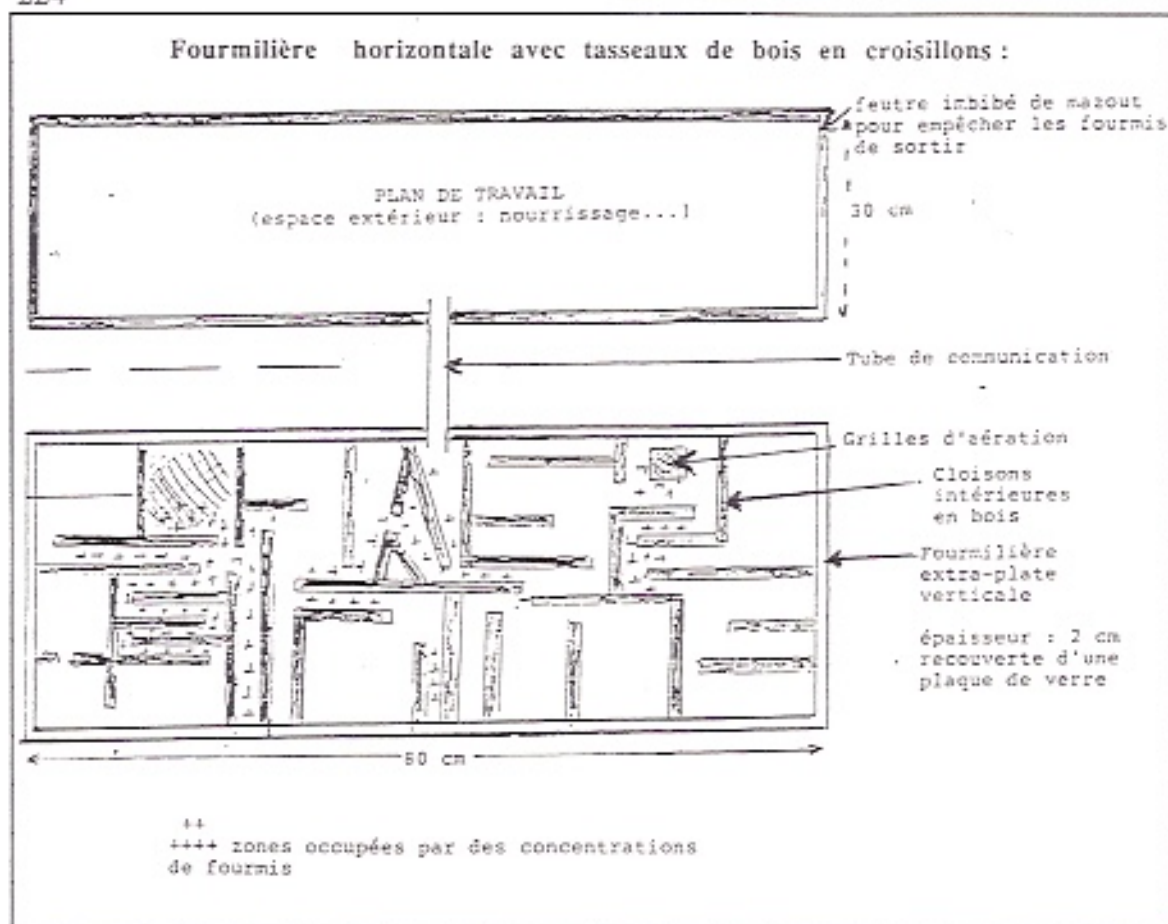 Fourmilière horizontale avec tasseaux de bois en croisillons :
feutre imbibé de mazout
pour empêcher les fourmis
de sortir
PLAN DE TRAVAIL
(espace extérieur : nourrissage...)
30 cm
Tube de communication
Grilles d'aération
Cloisons
intérieures
en bois
Fourmilière
extra-plate
verticale
épaisseur : 2 cm
recouverte d'une
plaque de verre
cm
++
++++ zones occupées par des concentrations
de fourmis